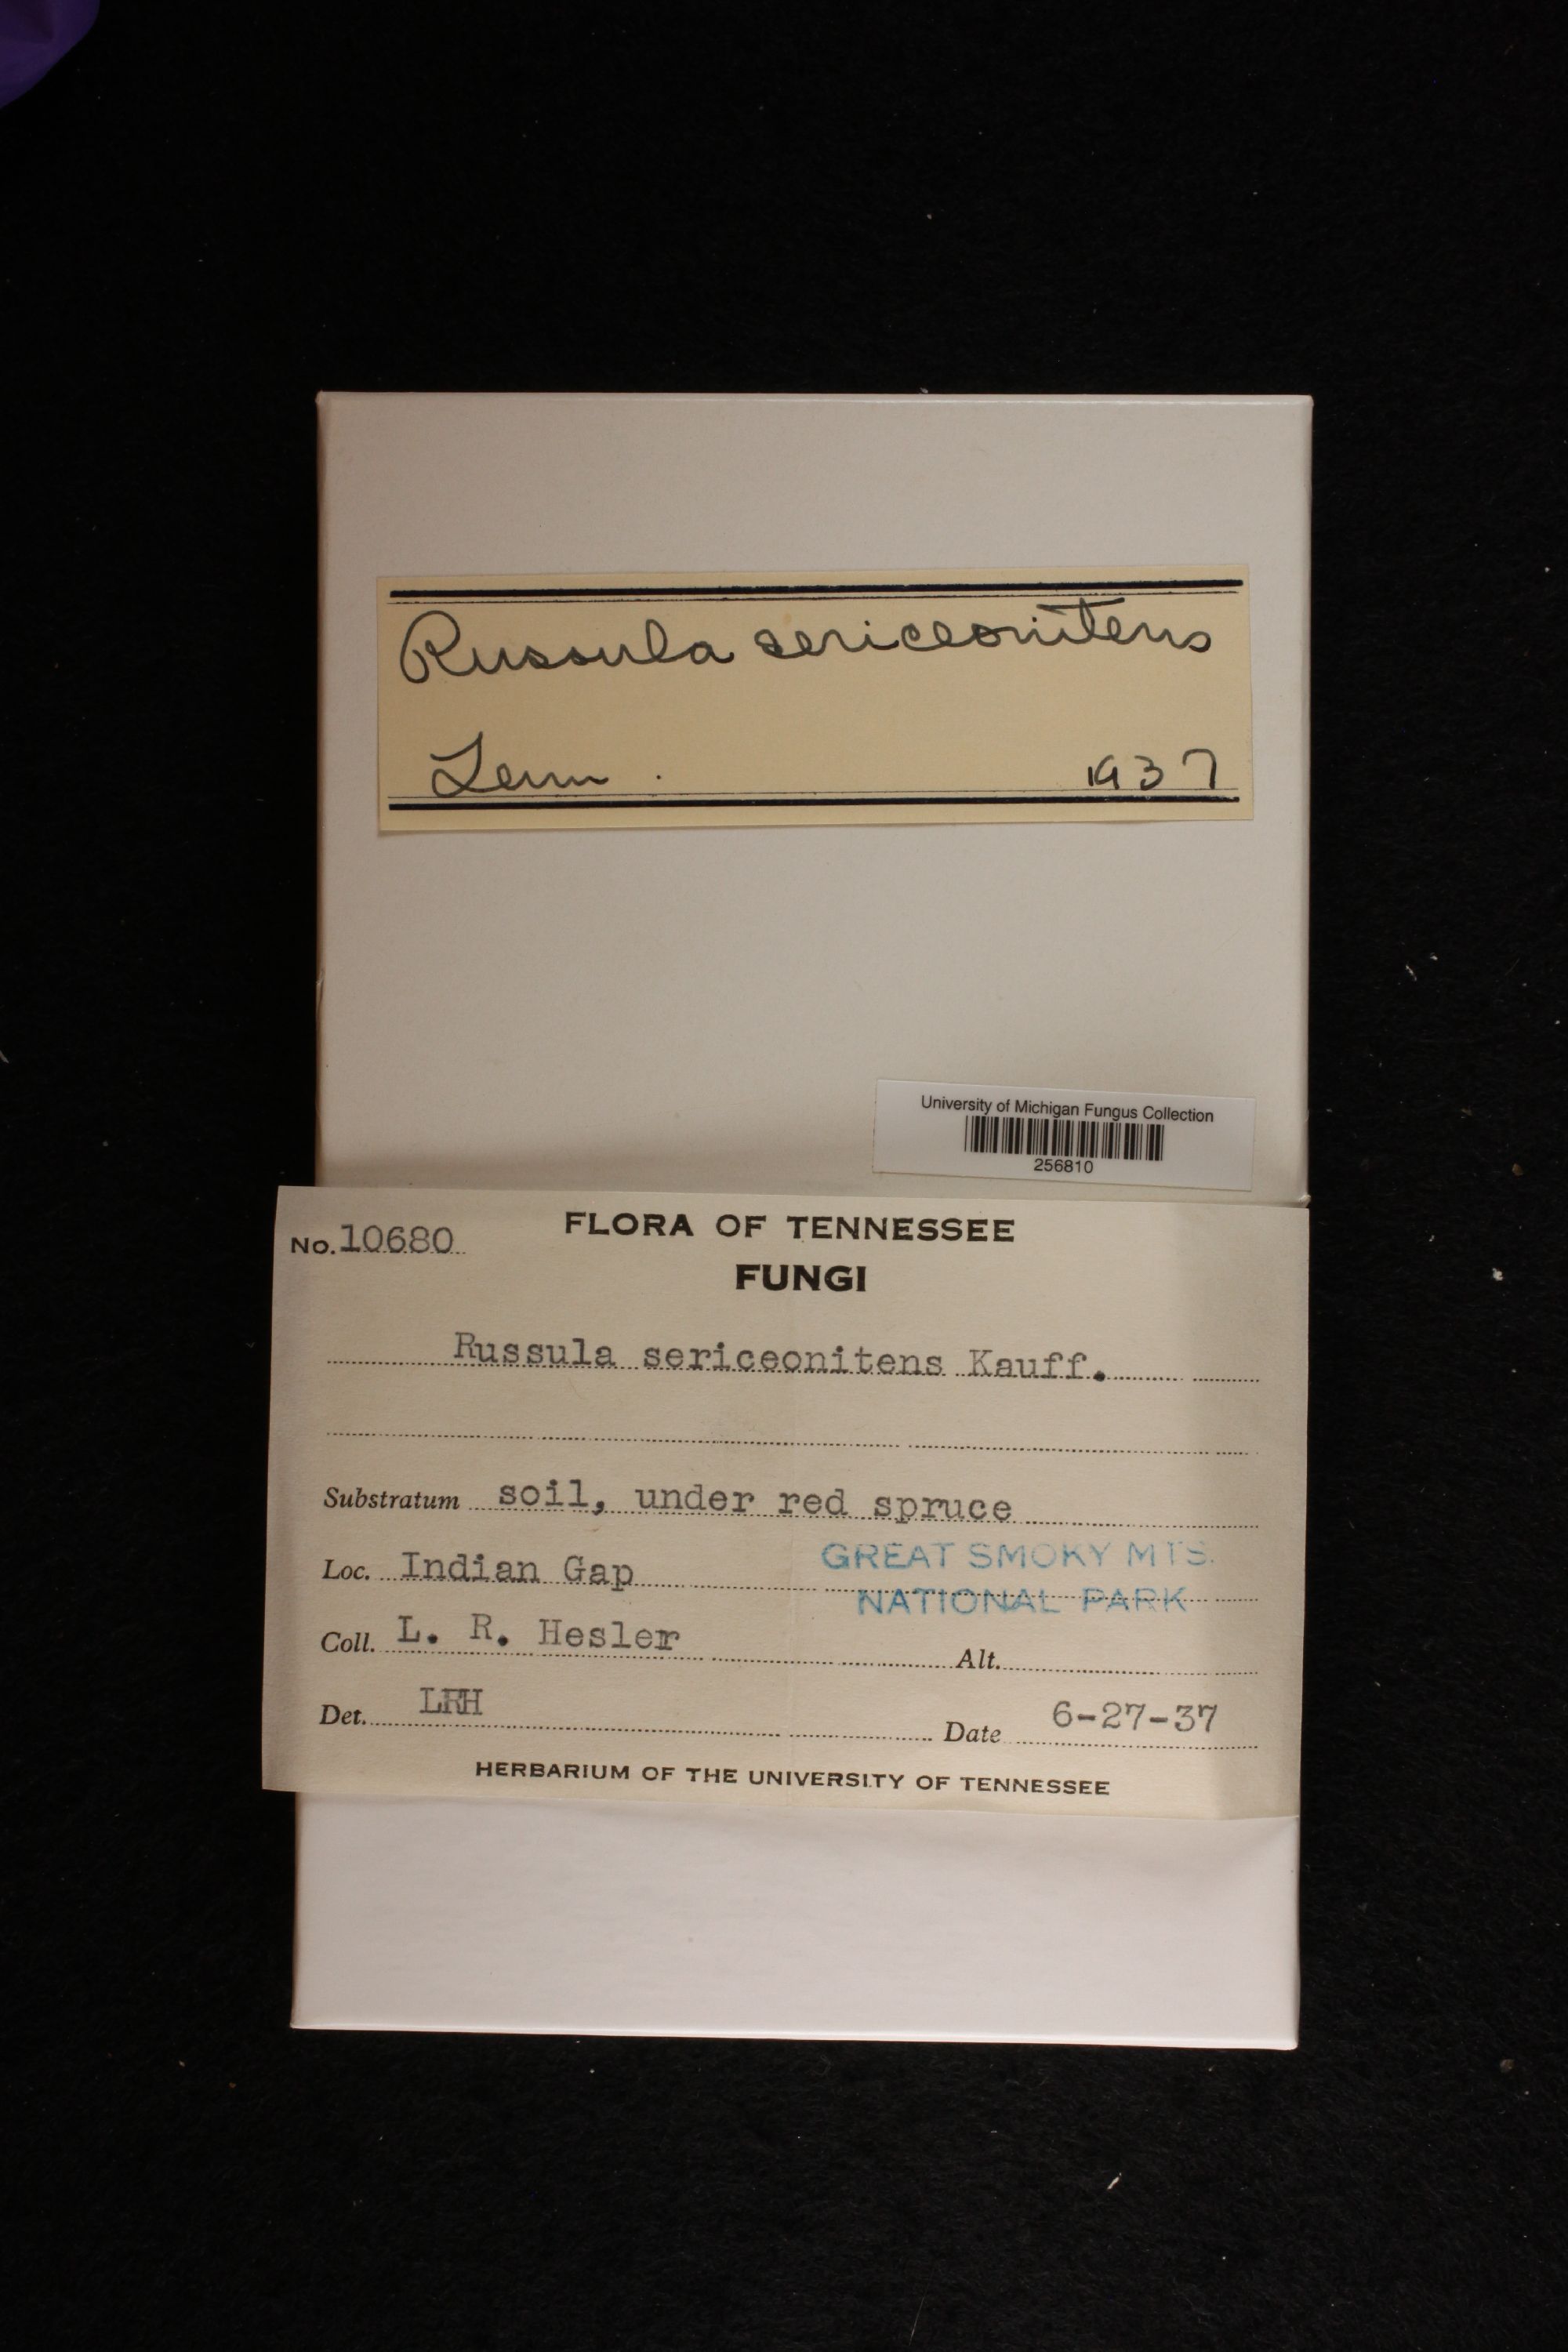 Russula sericeonitens
Tenn. 1937
University of Michigan Fungus Collection
256810
No. 10680 FLORA OF TENNESSEE
FUNGI
Russula sericeonitens Kauff.
Substratum soil, under red spruce
Loc. Indian Gap GREAT SMOKY MTS.
NATIONAL PARK
Coll. L. R. Hesler Alt.
Det. LRH Date 6-27-37
HERBARIUM OF THE UNIVERSITY OF TENNESSEE